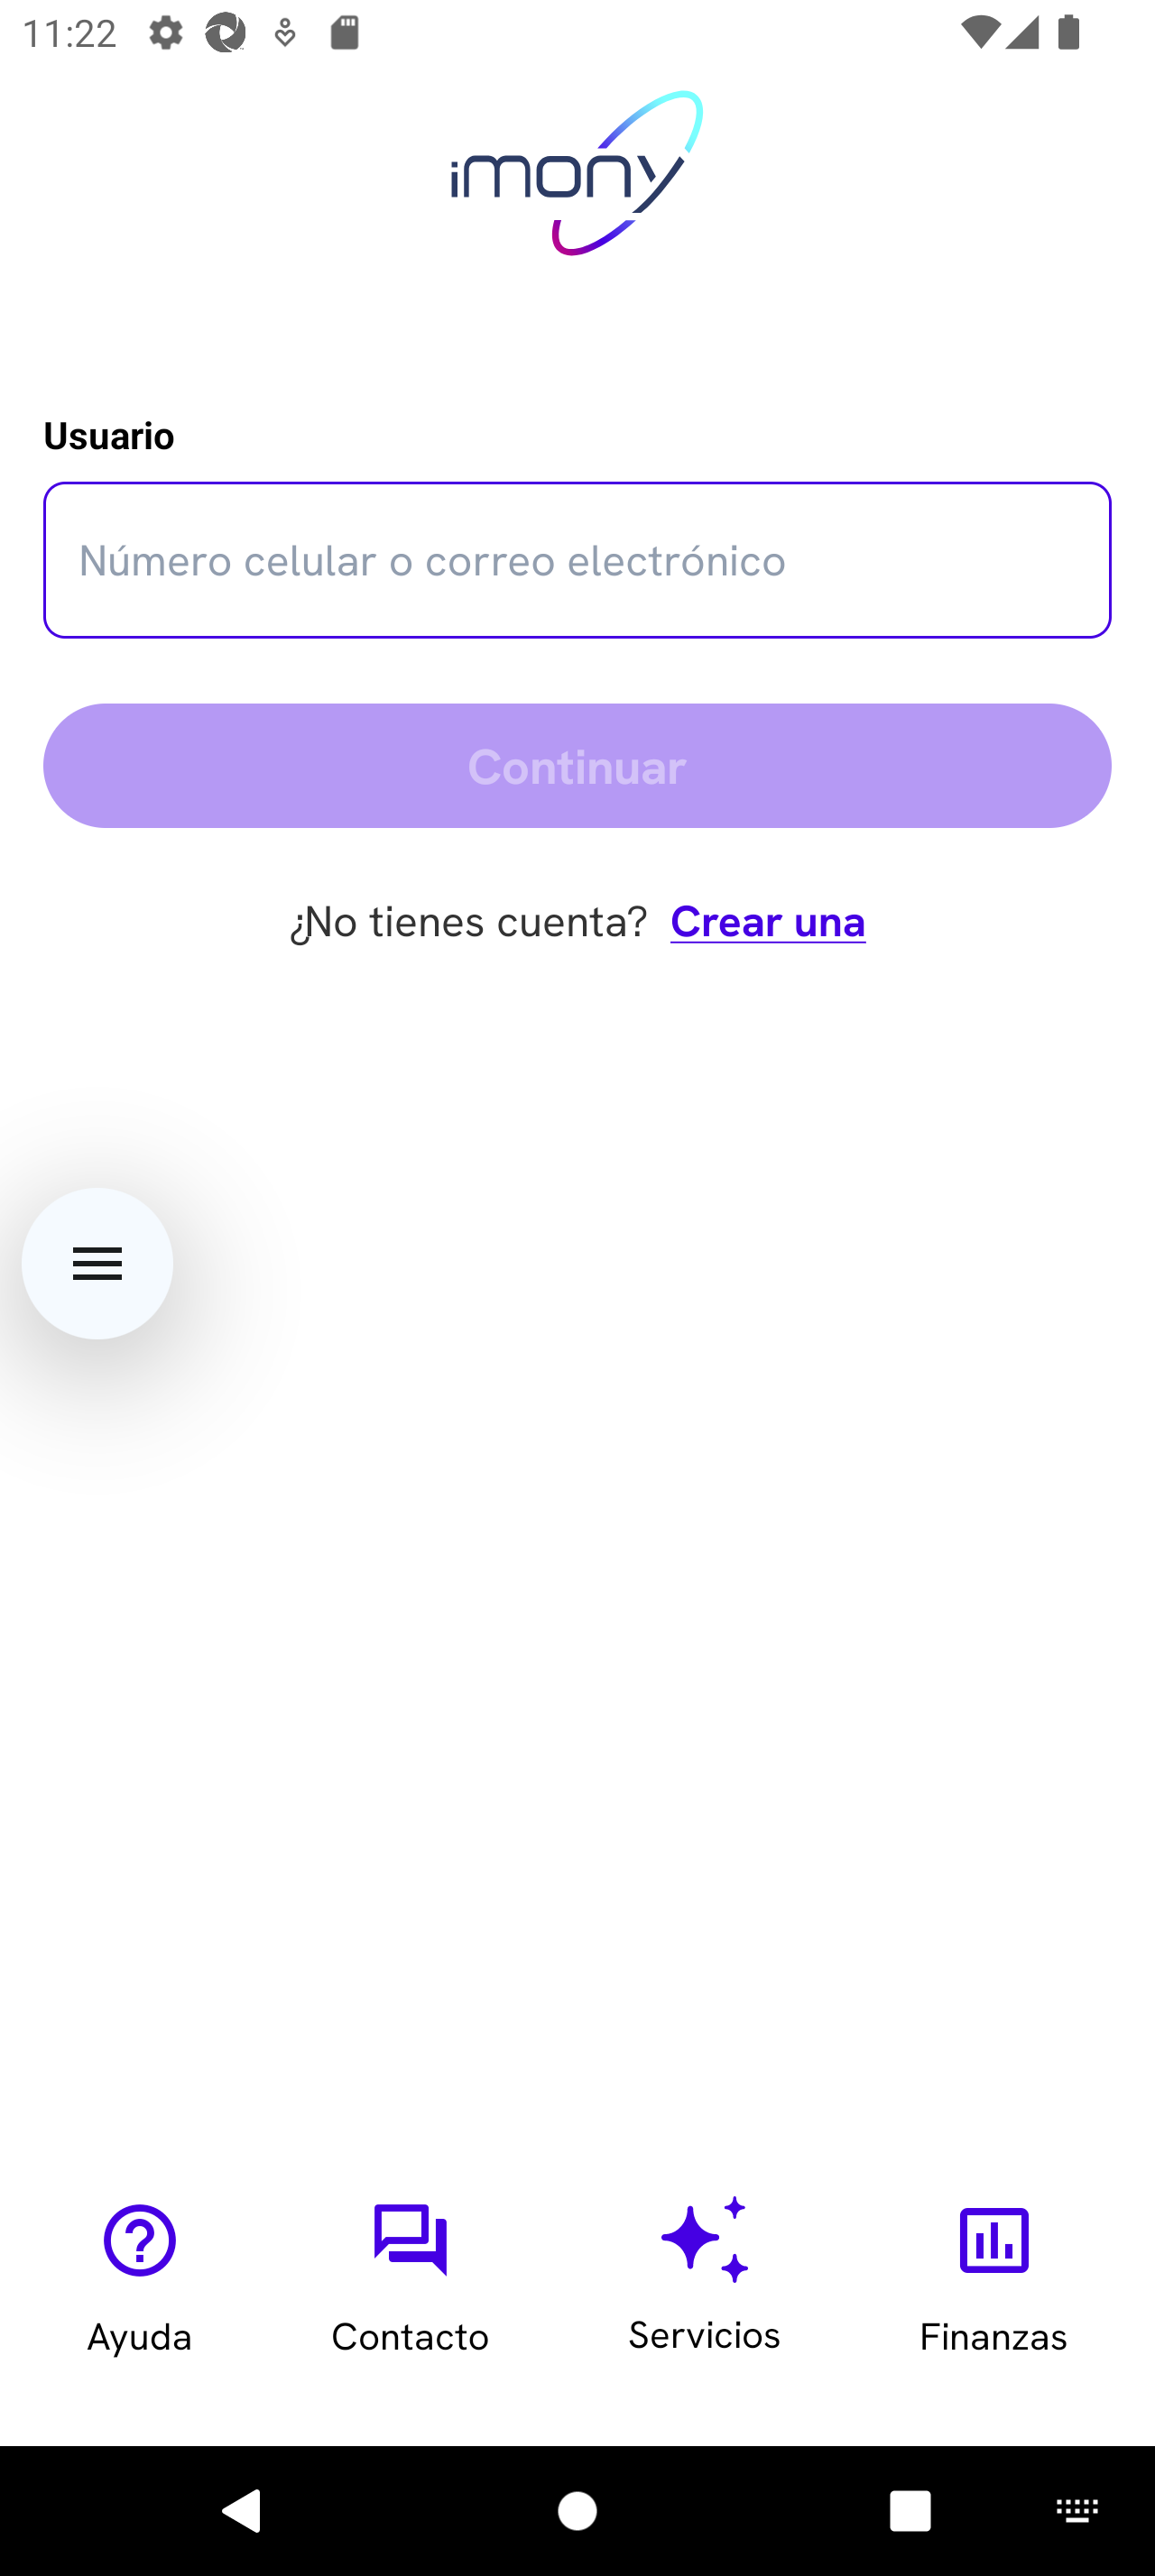 11:22
imony
Usuario
Número celular o correo electrónico
Continuar
¿No tienes cuenta? Crear una
Ayuda Contacto Servicios Finanzas